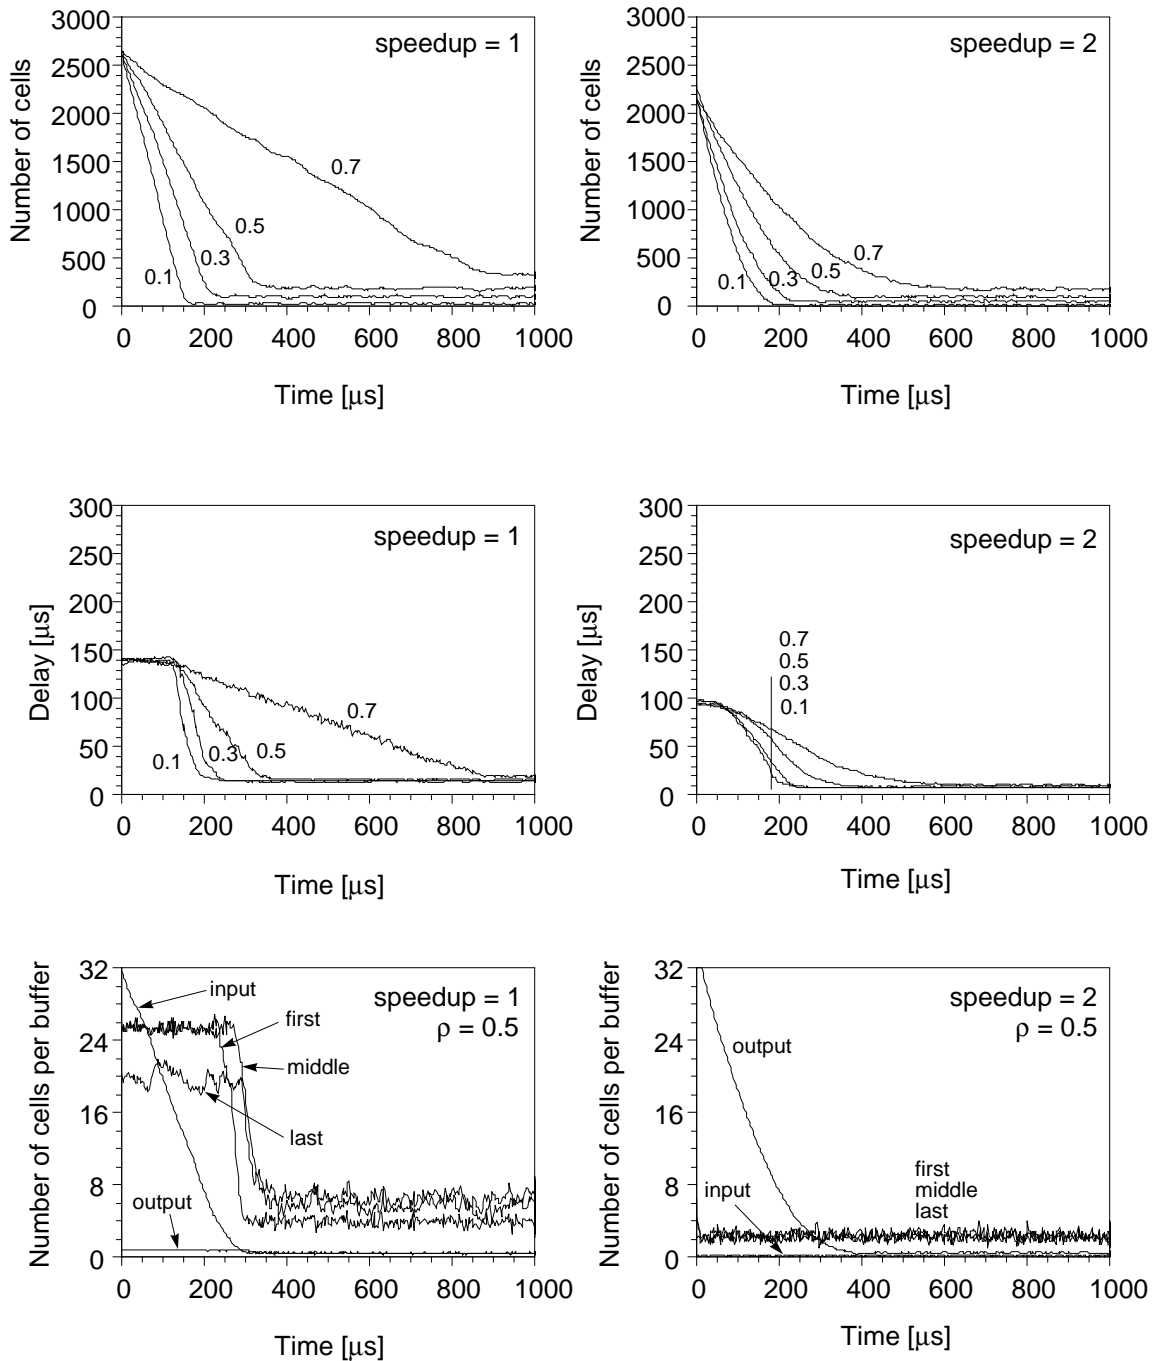 speedup = 1
3000
2500
2000
1500
1000
500
0
Number of cells
0.7
0.5
0.3
0.1
0 200 400 600 800 1000
Time [μs]
speedup = 2
3000
2500
2000
1500
1000
500
0
Number of cells
0.7
0.5
0.3
0.1
0 200 400 600 800 1000
Time [μs]
speedup = 1
300
250
200
150
100
50
0
Delay [μs]
0.7
0.5
0.3
0.1
0 200 400 600 800 1000
Time [μs]
speedup = 2
300
250
200
150
100
50
0
Delay [μs]
0.7
0.5
0.3
0.1
0 200 400 600 800 1000
Time [μs]
speedup = 1
ρ = 0.5
32
24
16
8
0
Number of cells per buffer
input
first
middle
last
output
0 200 400 600 800 1000
Time [μs]
speedup = 2
ρ = 0.5
32
24
16
8
0
Number of cells per buffer
output
input
first
middle
last
0 200 400 600 800 1000
Time [μs]